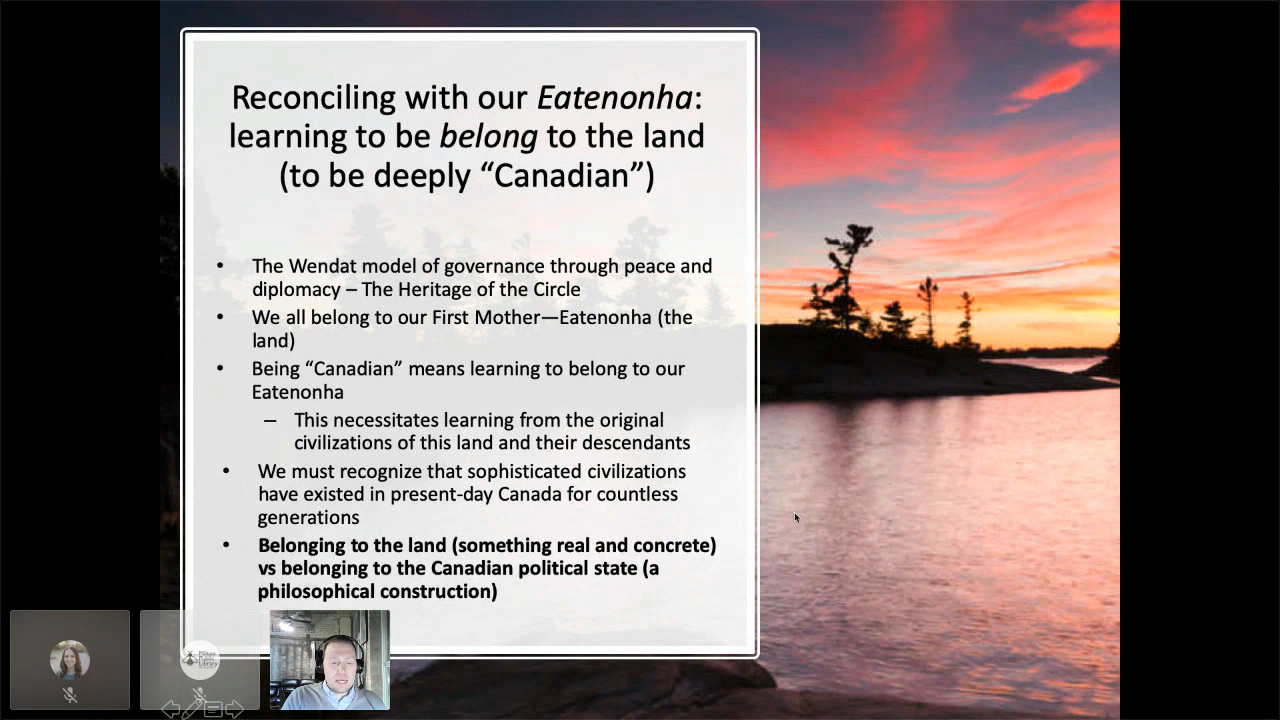 Reconciling with our Eatenonha:
learning to be belong to the land
(to be deeply “Canadian”)
• The Wendat model of governance through peace and
diplomacy – The Heritage of the Circle
• We all belong to our First Mother—Eatenonha (the
land)
• Being “Canadian” means learning to belong to our
Eatenonha
– This necessitates learning from the original
civilizations of this land and their descendants
• We must recognize that sophisticated civilizations
have existed in present-day Canada for countless
generations
• Belonging to the land (something real and concrete)
vs belonging to the Canadian political state (a
philosophical construction)
Milton
Public
Library